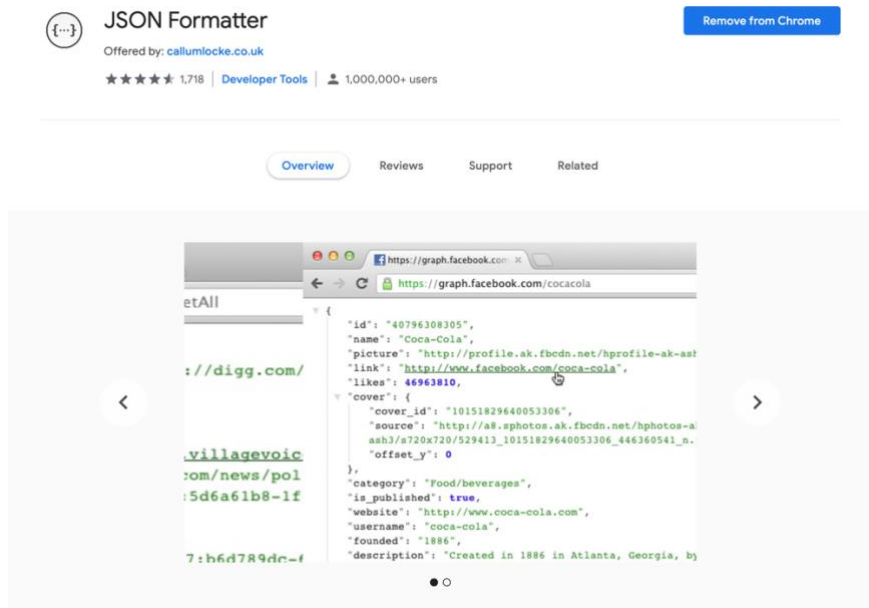 {···}
JSON Formatter
Remove from Chrome
Offered by: callumlocke.co.uk
1,718 Developer Tools 1,000,000+ users
Overview Reviews Support Related
etAll
://digg.com/
.villagevoic
com/news/pol
5d6a61b8-1f
7:b6d789dc-
https://graph.facebook.com
https://graph.facebook.com/cocacola
{
"id": "40796308305",
"name": "Coca-Cola",
"picture": "http://profile.ak.fbcdn.net/hprofile-ak-ash
"link": "http://www.facebook.com/coca-cola",
"likes": 46963810,
"cover": {
"cover_id": "10151829640053306",
"source": "http://a8.sphotos.ak.fbcdn.net/hphotos-a
ash3/s720x720/529413_10151829640053306_446360541_n.
"offset_y": 0
},
"category": "Food/beverages",
"is_published": true,
"website": "http://www.coca-cola.com",
"username": "coca-cola",
"founded": "1886",
"description": "Created in 1886 in Atlanta, Georgia, by